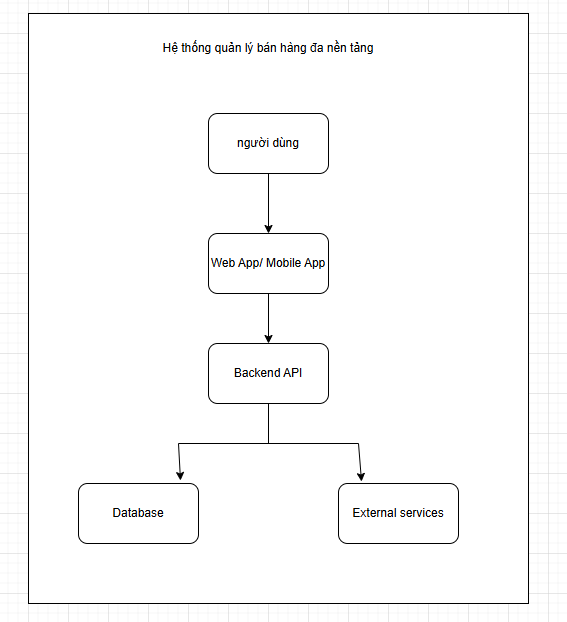 Hệ thống quản lý bán hàng đa nền tảng
người dùng
Web App/ Mobile App
Backend API
Database
External services